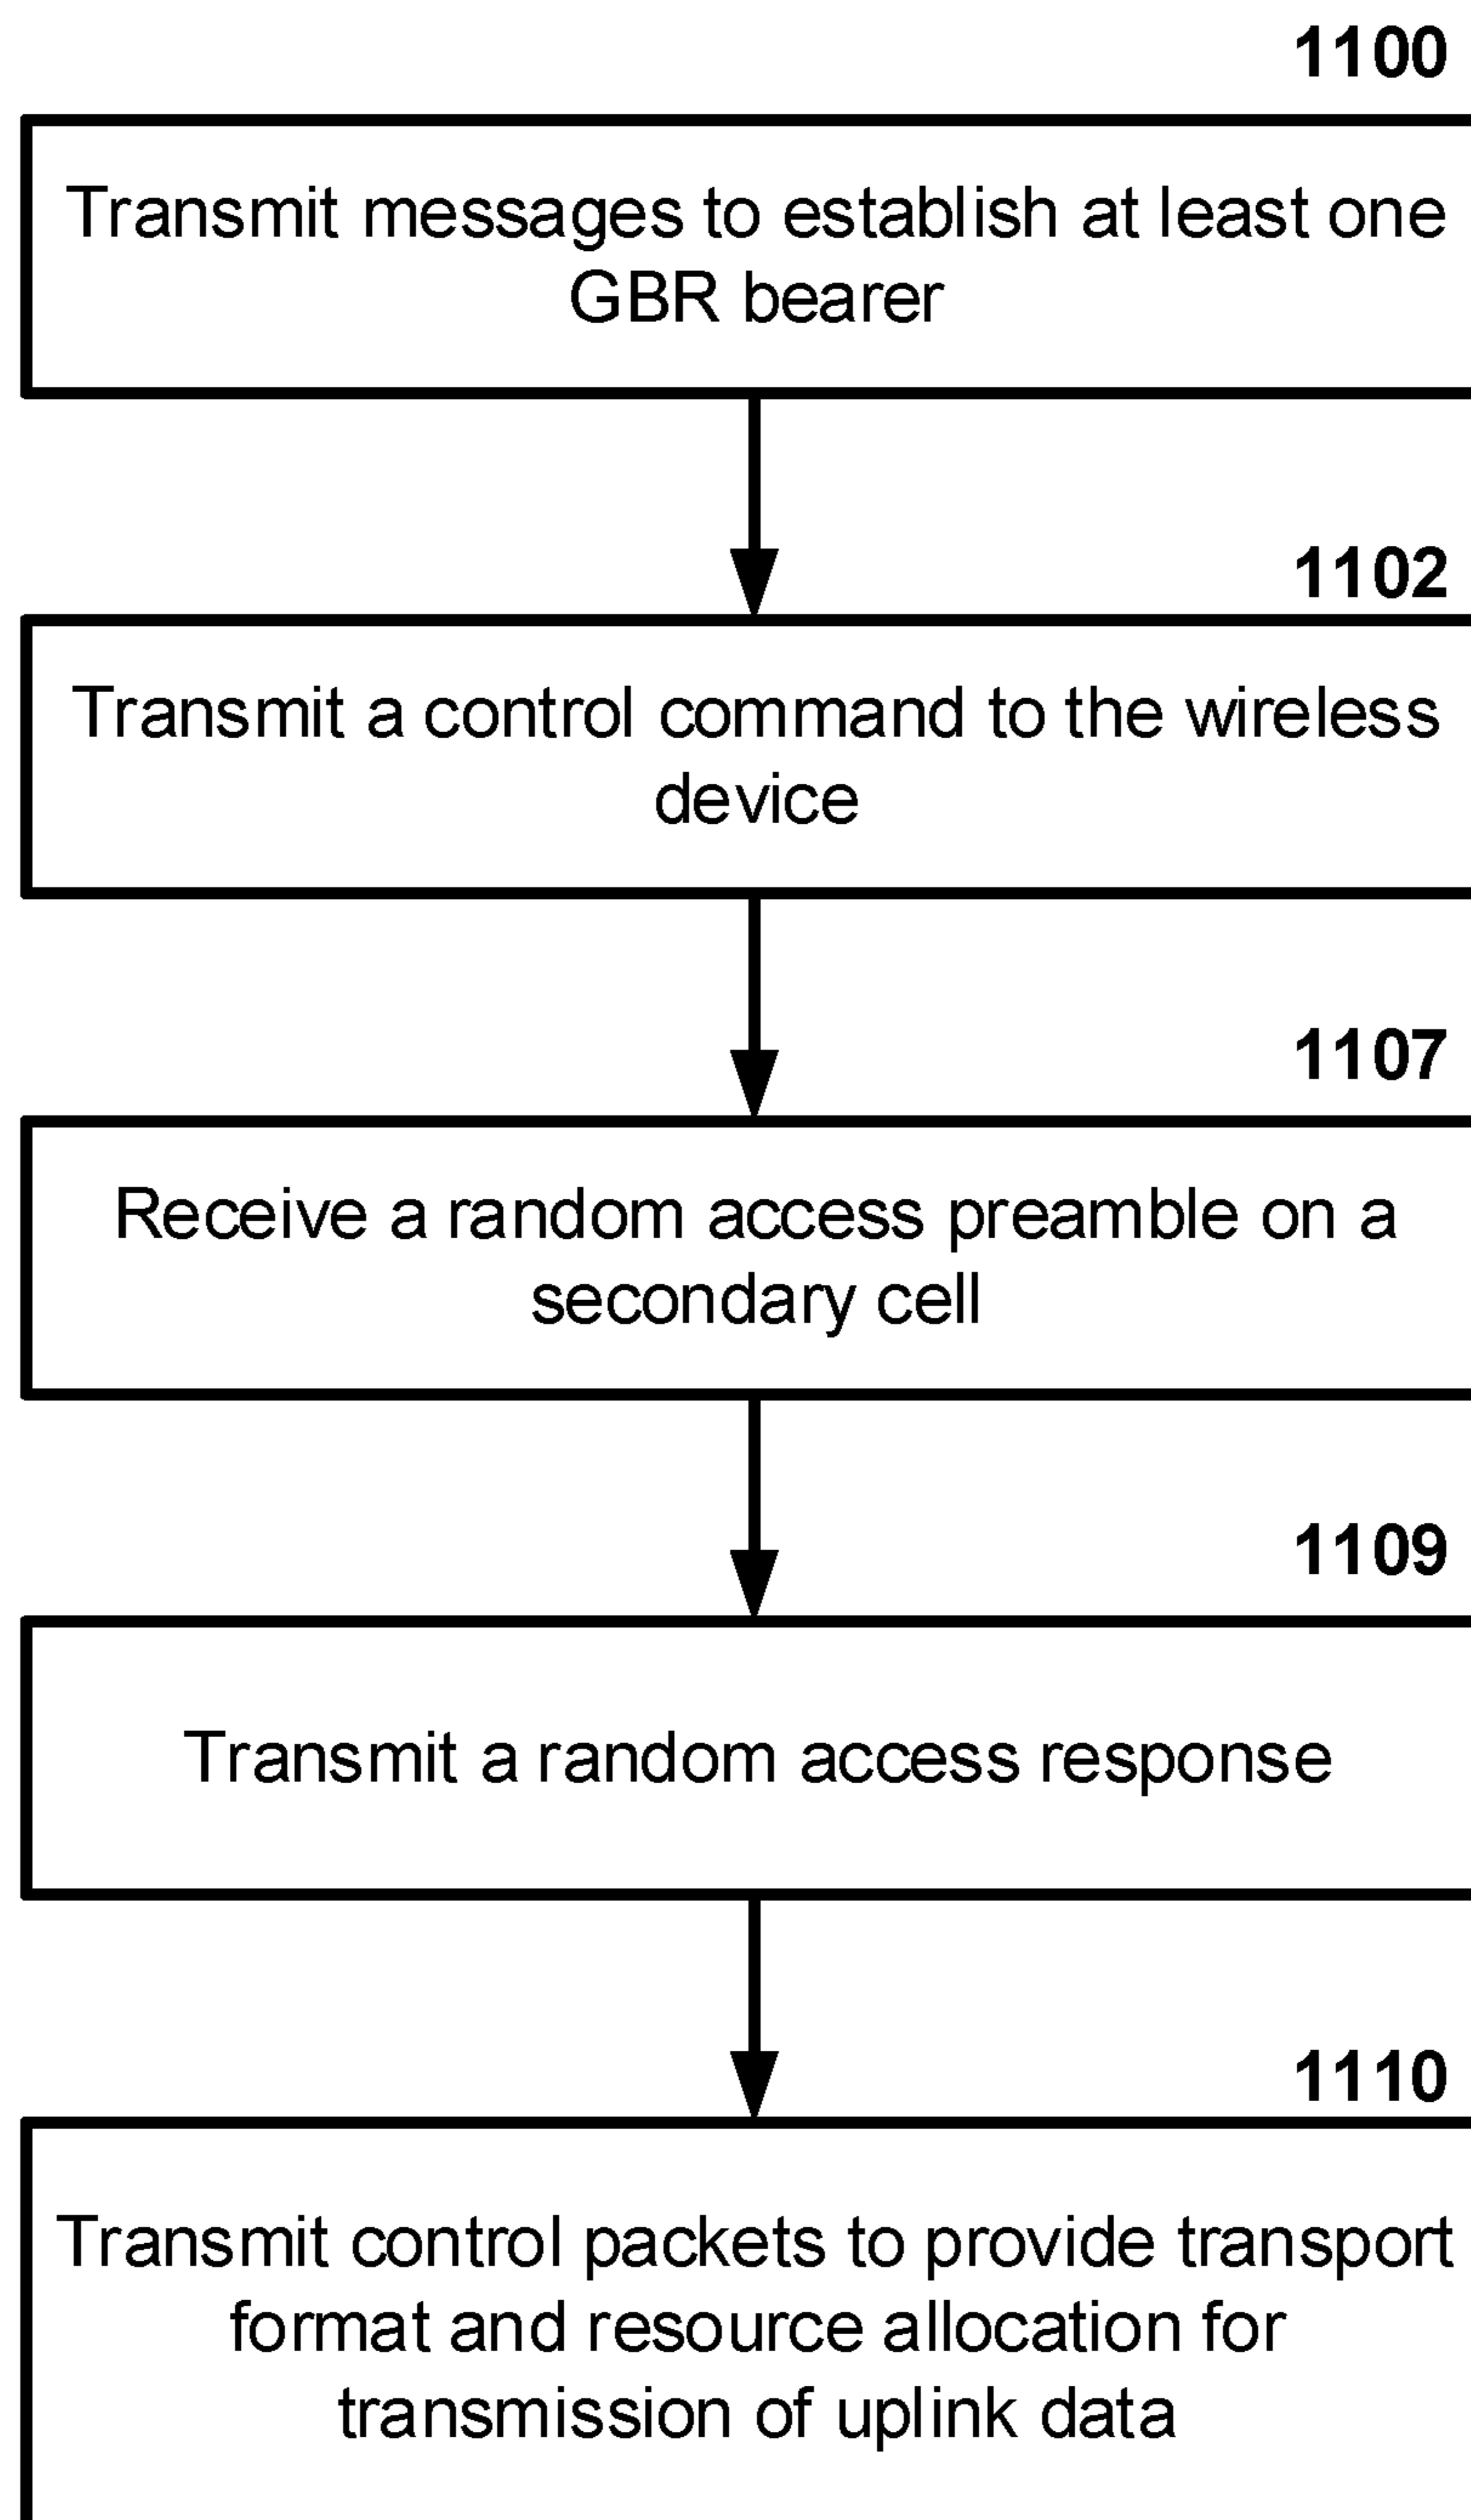 1100
Transmit messages to establish at least one
GBR bearer
1102
Transmit a control command to the wireless
device
1107
Receive a random access preamble on a
secondary cell
1109
Transmit a random access response
1110
Transmit control packets to provide transport
format and resource allocation for
transmission of uplink data